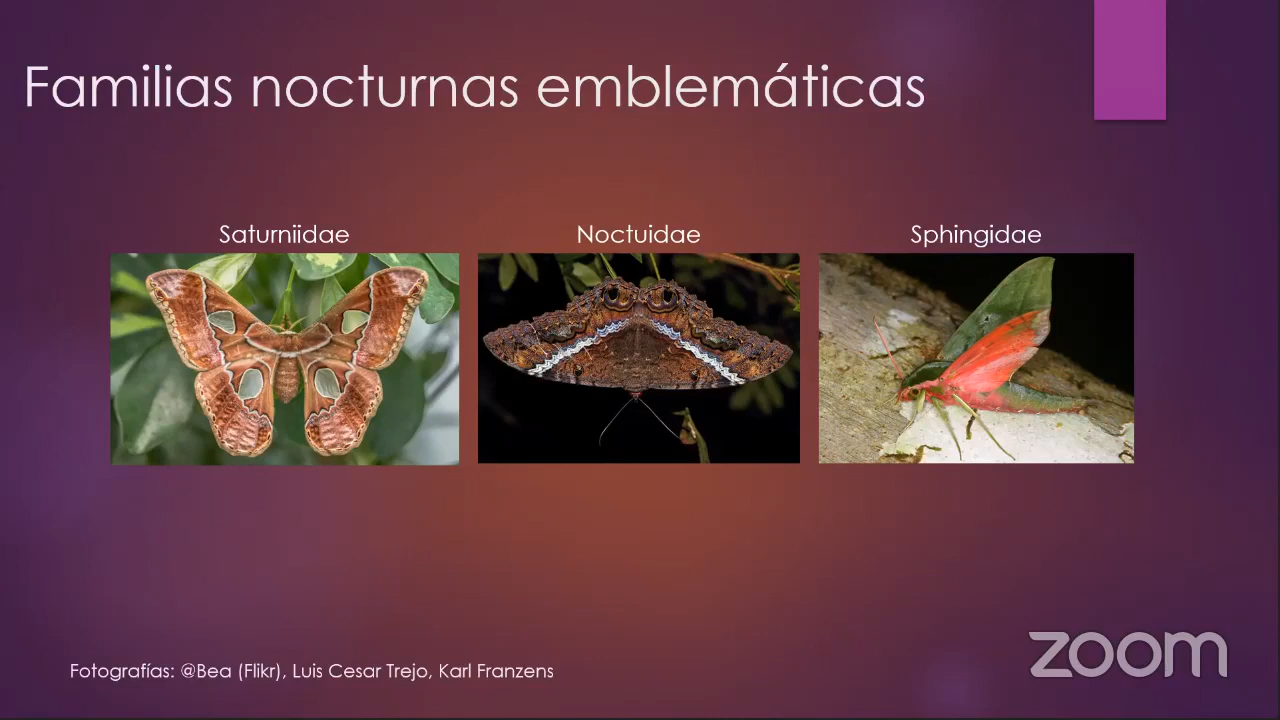 Familias nocturnas emblemáticas
Saturniidae
Noctuidae
Sphingidae
Fotografías: @Bea (Flikr), Luis Cesar Trejo, Karl Franzens
zoom